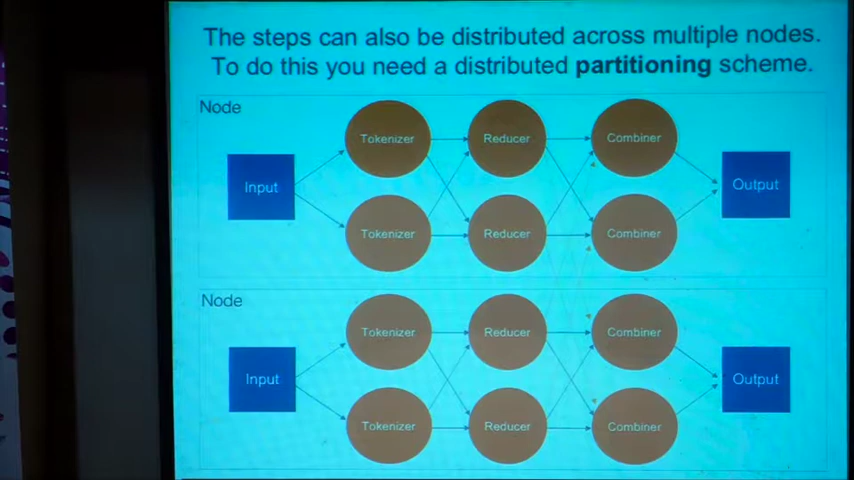 The steps can also be distributed across multiple nodes.
To do this you need a distributed partitioning scheme.
Node
Tokenizer Reducer Combiner
Input Output
Tokenizer Reducer Combiner
Node
Tokenizer Reducer Combiner
Input Output
Tokenizer Reducer Combiner